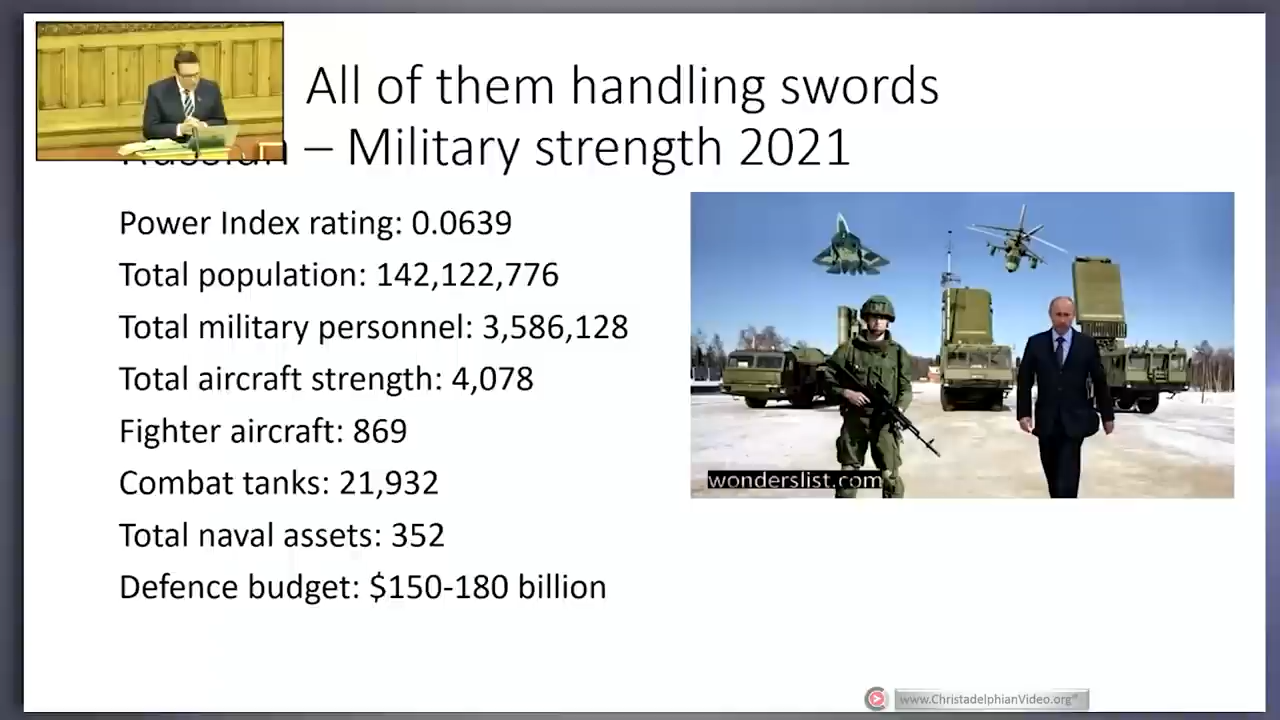 All of them handling swords
– Military strength 2021
Power Index rating: 0.0639
Total population: 142,122,776
Total military personnel: 3,586,128
Total aircraft strength: 4,078
Fighter aircraft: 869
Combat tanks: 21,932
Total naval assets: 352
Defence budget: $150-180 billion
wonderslist.com
www.ChristadelphianVideo.org